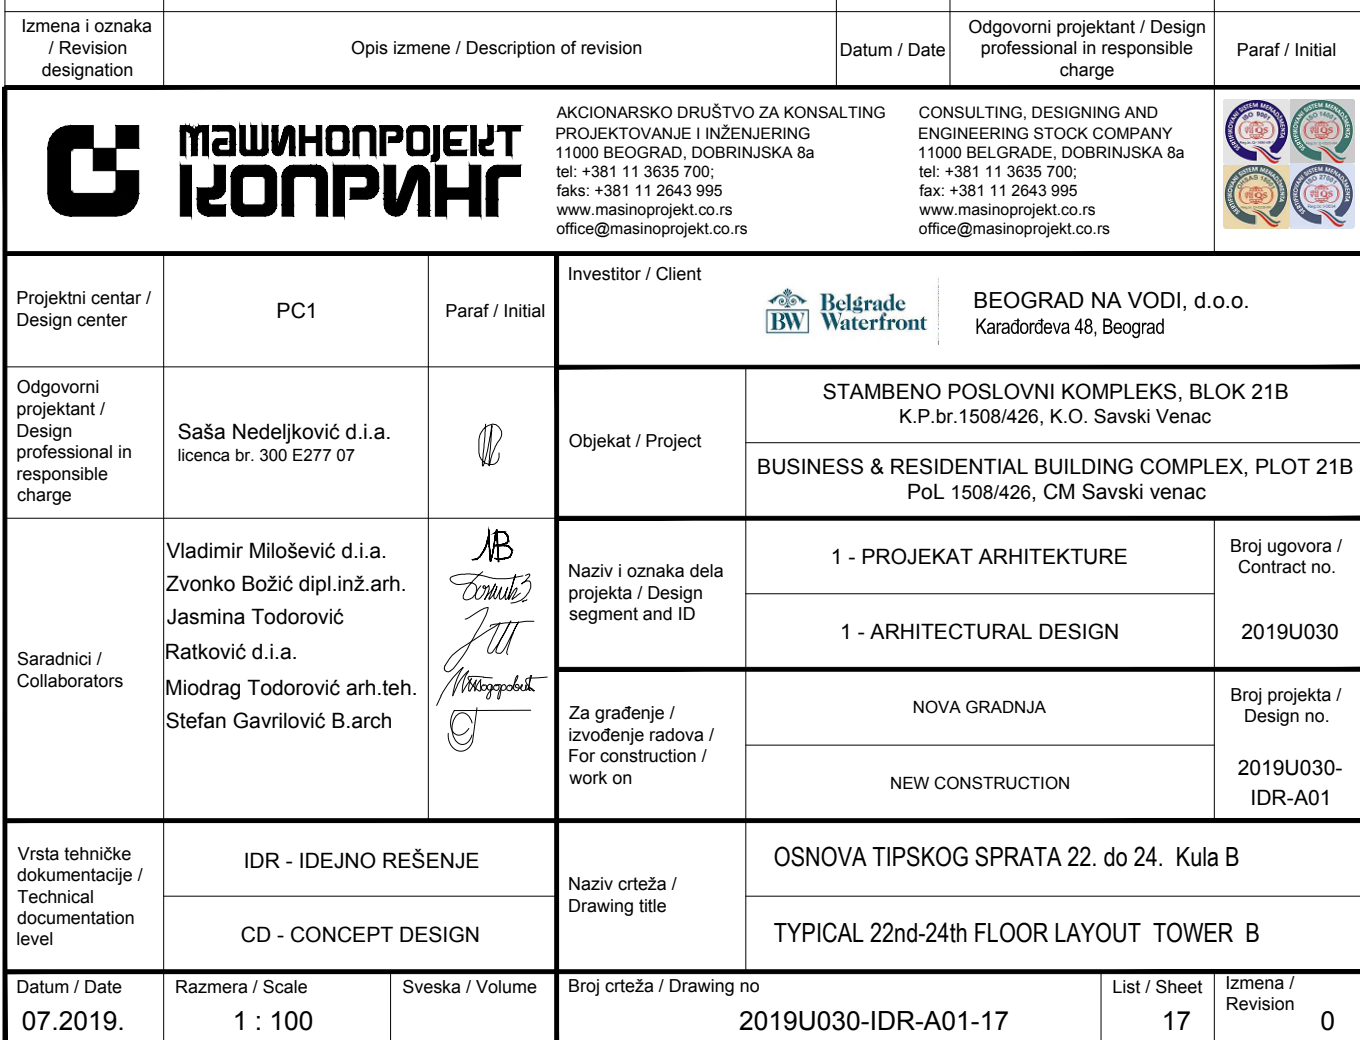 Izmena i oznaka
/ Revision
designation
Opis izmene / Description of revision
Datum / Date
Odgovorni projektant / Design
professional in responsible
charge
Paraf / Initial
МАШИНОПРОЈЕКТ
КОПРИНГ
AKCIONARSKO DRUŠTVO ZA KONSALTING
PROJEKTOVANJE I INŽENJERING
11000 BEOGRAD, DOBRINJSKA 8a
tel: +381 11 3635 700;
faks: +381 11 2643 995
www.masinoprojekt.co.rs
office@masinoprojekt.co.rs
CONSULTING, DESIGNING AND
ENGINEERING STOCK COMPANY
11000 BELGRADE, DOBRINJSKA 8a
tel: +381 11 3635 700;
fax: +381 11 2643 995
www.masinoprojekt.co.rs
office@masinoprojekt.co.rs
Projektni centar /
Design center
PC1
Paraf / Initial
Investitor / Client
BW
Belgrade
Waterfront
BEOGRAD NA VODI, d.o.o.
Karađorđeva 48, Beograd
Odgovorni
projektant /
Design
professional in
responsible
charge
Saša Nedeljković d.i.a.
licenca br. 300 E277 07
Objekat / Project
STAMBENO POSLOVNI KOMPLEKS, BLOK 21B
K.P.br.1508/426, K.O. Savski Venac
BUSINESS & RESIDENTIAL BUILDING COMPLEX, PLOT 21B
PoL 1508/426, CM Savski venac
Saradnici /
Collaborators
Vladimir Milošević d.i.a.
Zvonko Božić dipl.inž.arh.
Jasmina Todorović
Ratković d.i.a.
Miodrag Todorović arh.teh.
Stefan Gavrilović B.arch
Naziv i oznaka dela
projekta / Design
segment and ID
1 - PROJEKAT ARHITEKTURE
1 - ARHITECTURAL DESIGN
Broj ugovora /
Contract no.
2019U030
Za građenje /
izvođenje radova /
For construction /
work on
NOVA GRADNJA
NEW CONSTRUCTION
Broj projekta /
Design no.
2019U030-
IDR-A01
Vrsta tehničke
dokumentacije /
Technical
documentation
level
IDR - IDEJNO REŠENJE
CD - CONCEPT DESIGN
Naziv crteža /
Drawing title
OSNOVA TIPSKOG SPRATA 22. do 24. Kula B
TYPICAL 22nd-24th FLOOR LAYOUT TOWER B
Datum / Date
07.2019.
Razmera / Scale
1 : 100
Sveska / Volume
Broj crteža / Drawing no
2019U030-IDR-A01-17
List / Sheet
17
Izmena /
Revision
0